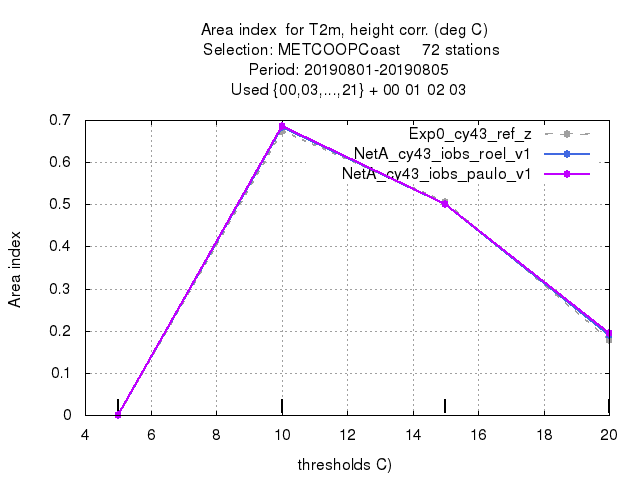 Area index  for T2m, height corr. (deg C)
Selection: METCOOPCoast     72 stations
Period: 20190801-20190805
Used {00,03,...,21} + 00 01 02 03
Exp0_cy43_ref_z
NetA_cy43_iobs_roel_v1
NetA_cy43_iobs_paulo_v1
0.7
0.6
0.5
0.4
0.3
0.2
0.1
0
Area index
4 6 8 10 12 14 16 18 20
thresholds C)